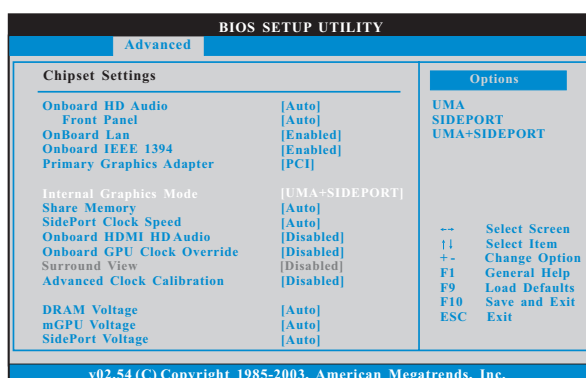 BIOS SETUP UTILITY
Advanced
Chipset Settings
Onboard HD Audio [Auto]
Front Panel [Auto]
OnBoard Lan [Enabled]
Onboard IEEE 1394 [Enabled]
Primary Graphics Adapter [PCI]
Internal Graphics Mode [UMA+SIDEPORT]
Share Memory [Auto]
SidePort Clock Speed [Auto]
Onboard HDMI HD Audio [Disabled]
Onboard GPU Clock Override [Disabled]
Surround View [Disabled]
Advanced Clock Calibration [Disabled]
DRAM Voltage [Auto]
mGPU Voltage [Auto]
SidePort Voltage [Auto]
Options
UMA
SIDEPORT
UMA+SIDEPORT
←→ Select Screen
↑↓ Select Item
+ - Change Option
F1 General Help
F9 Load Defaults
F10 Save and Exit
ESC Exit
v02.54 (C) Copyright 1985-2003, American Megatrends, Inc.